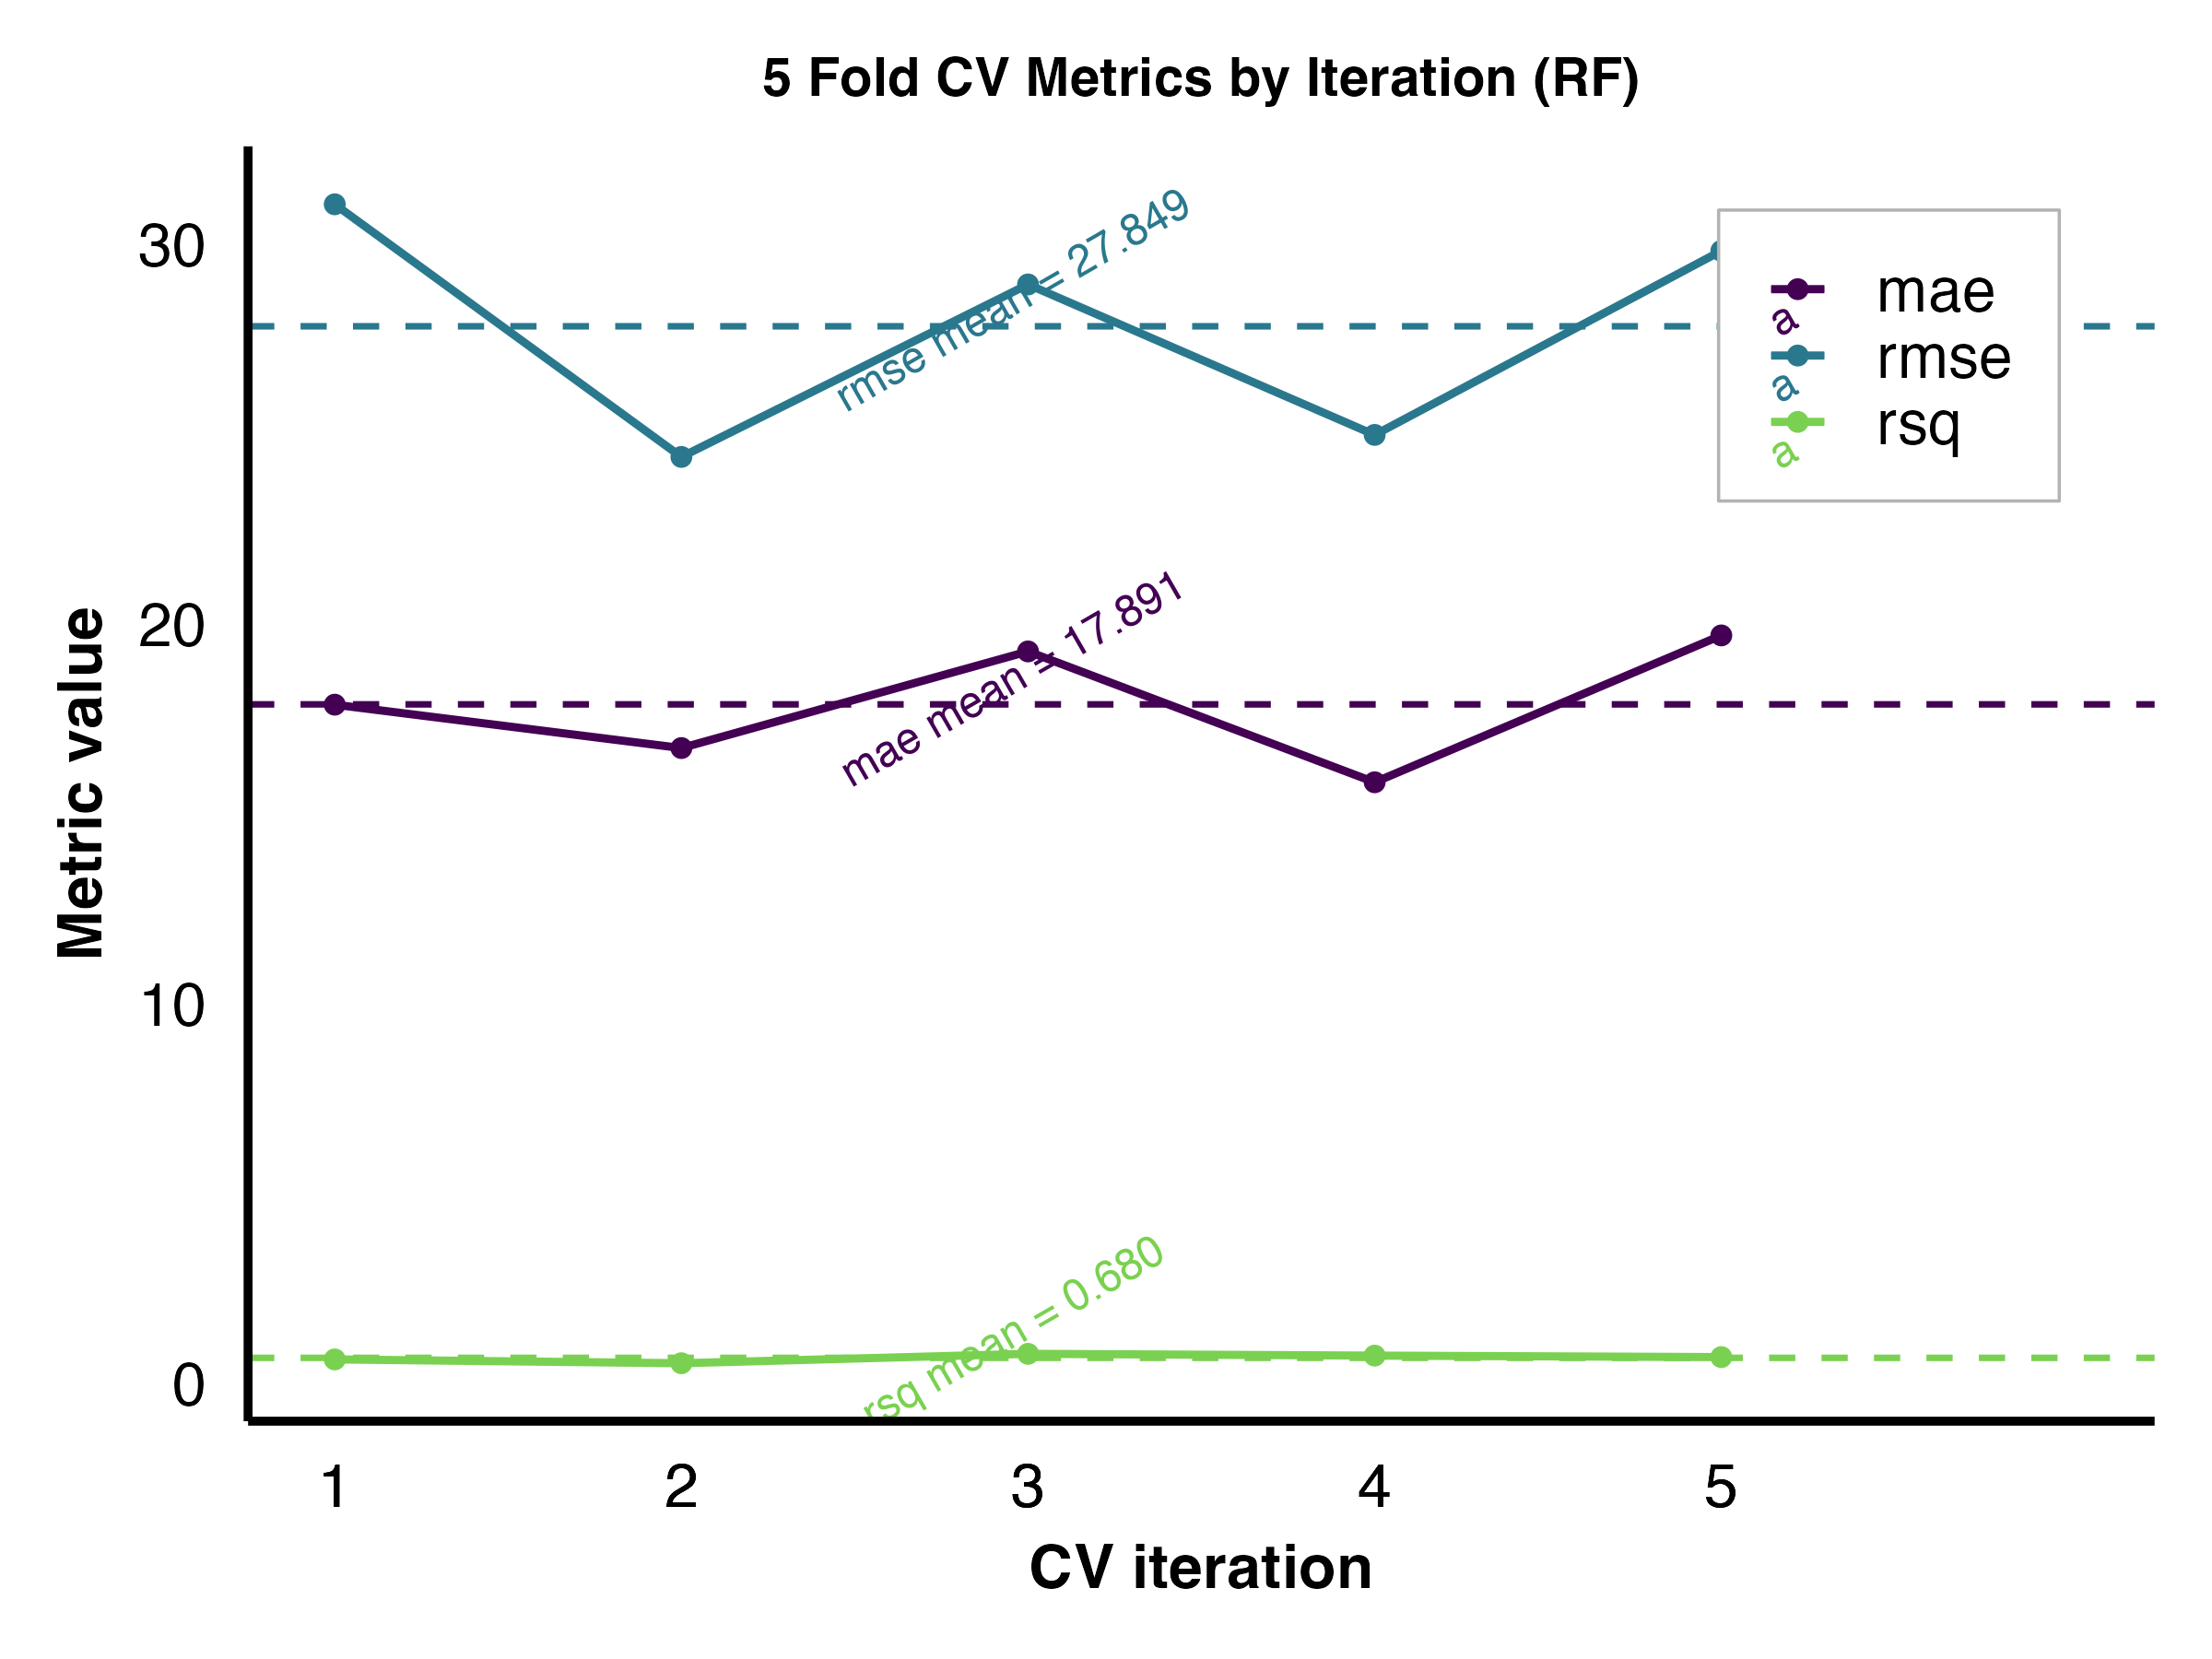 5 Fold CV Metrics by Iteration (RF)
Metric value
30
20
10
0
rmse mean = 27.849
mae mean = 17.891
rsq mean = 0.680
a mae
a rmse
a rsq
1 2 3 4 5
CV iteration